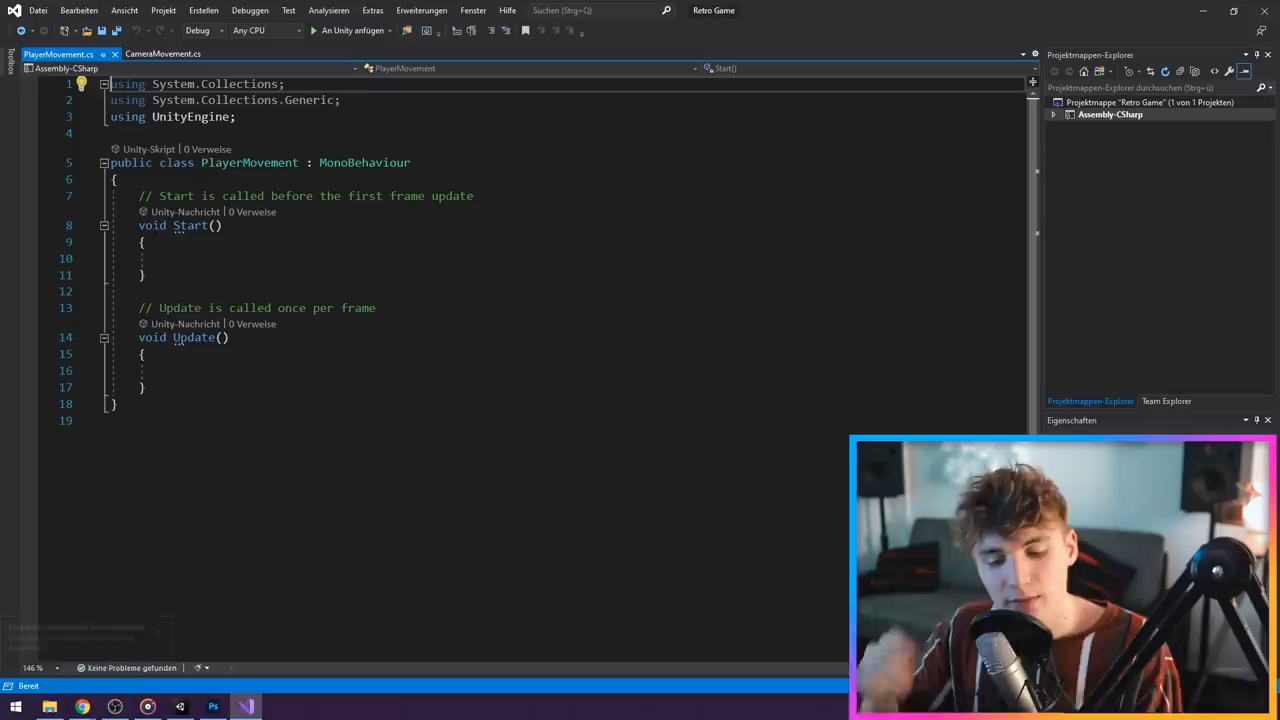 Datei Bearbeiten Ansicht Projekt Erstellen Debuggen Test Analysieren Extras Erweiterungen Fenster Hilfe Suchen (Strg+Q) Retro Game
Debug Any CPU An Unity anfügen
Toolbox
PlayerMovement.cs CameraMovement.cs
Assembly-CSharp PlayerMovement Start()
1 using System.Collections;
2 using System.Collections.Generic;
3 using UnityEngine;
4
Unity-Skript | 0 Verweise
5 public class PlayerMovement : MonoBehaviour
6 {
7 // Start is called before the first frame update
Unity-Nachricht | 0 Verweise
8 void Start()
9 {
10
11 }
12
13 // Update is called once per frame
Unity-Nachricht | 0 Verweise
14 void Update()
15 {
16
17 }
18 }
19
Projektmappen-Explorer
Projektmappen-Explorer durchsuchen (Strg+ü)
Projektmappe "Retro Game" (1 von 1 Projekten)
Assembly-CSharp
Projektmappen-Explorer Team Explorer
Eigenschaften
146 % Keine Probleme gefunden
Bereit
Ps